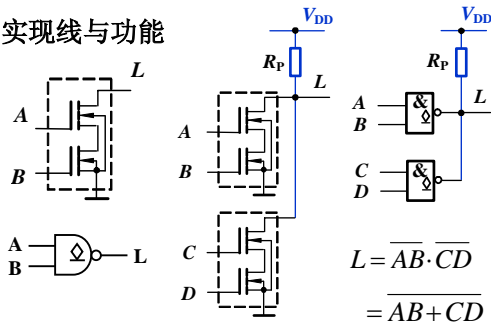 实现线与功能
L
A
B
A
B
L
V_DD
R_P
L
A
B
C
D
V_DD
R_P
A
B
&
L
C
D
&
L = \overline{AB} · \overline{CD}
= \overline{AB + CD}